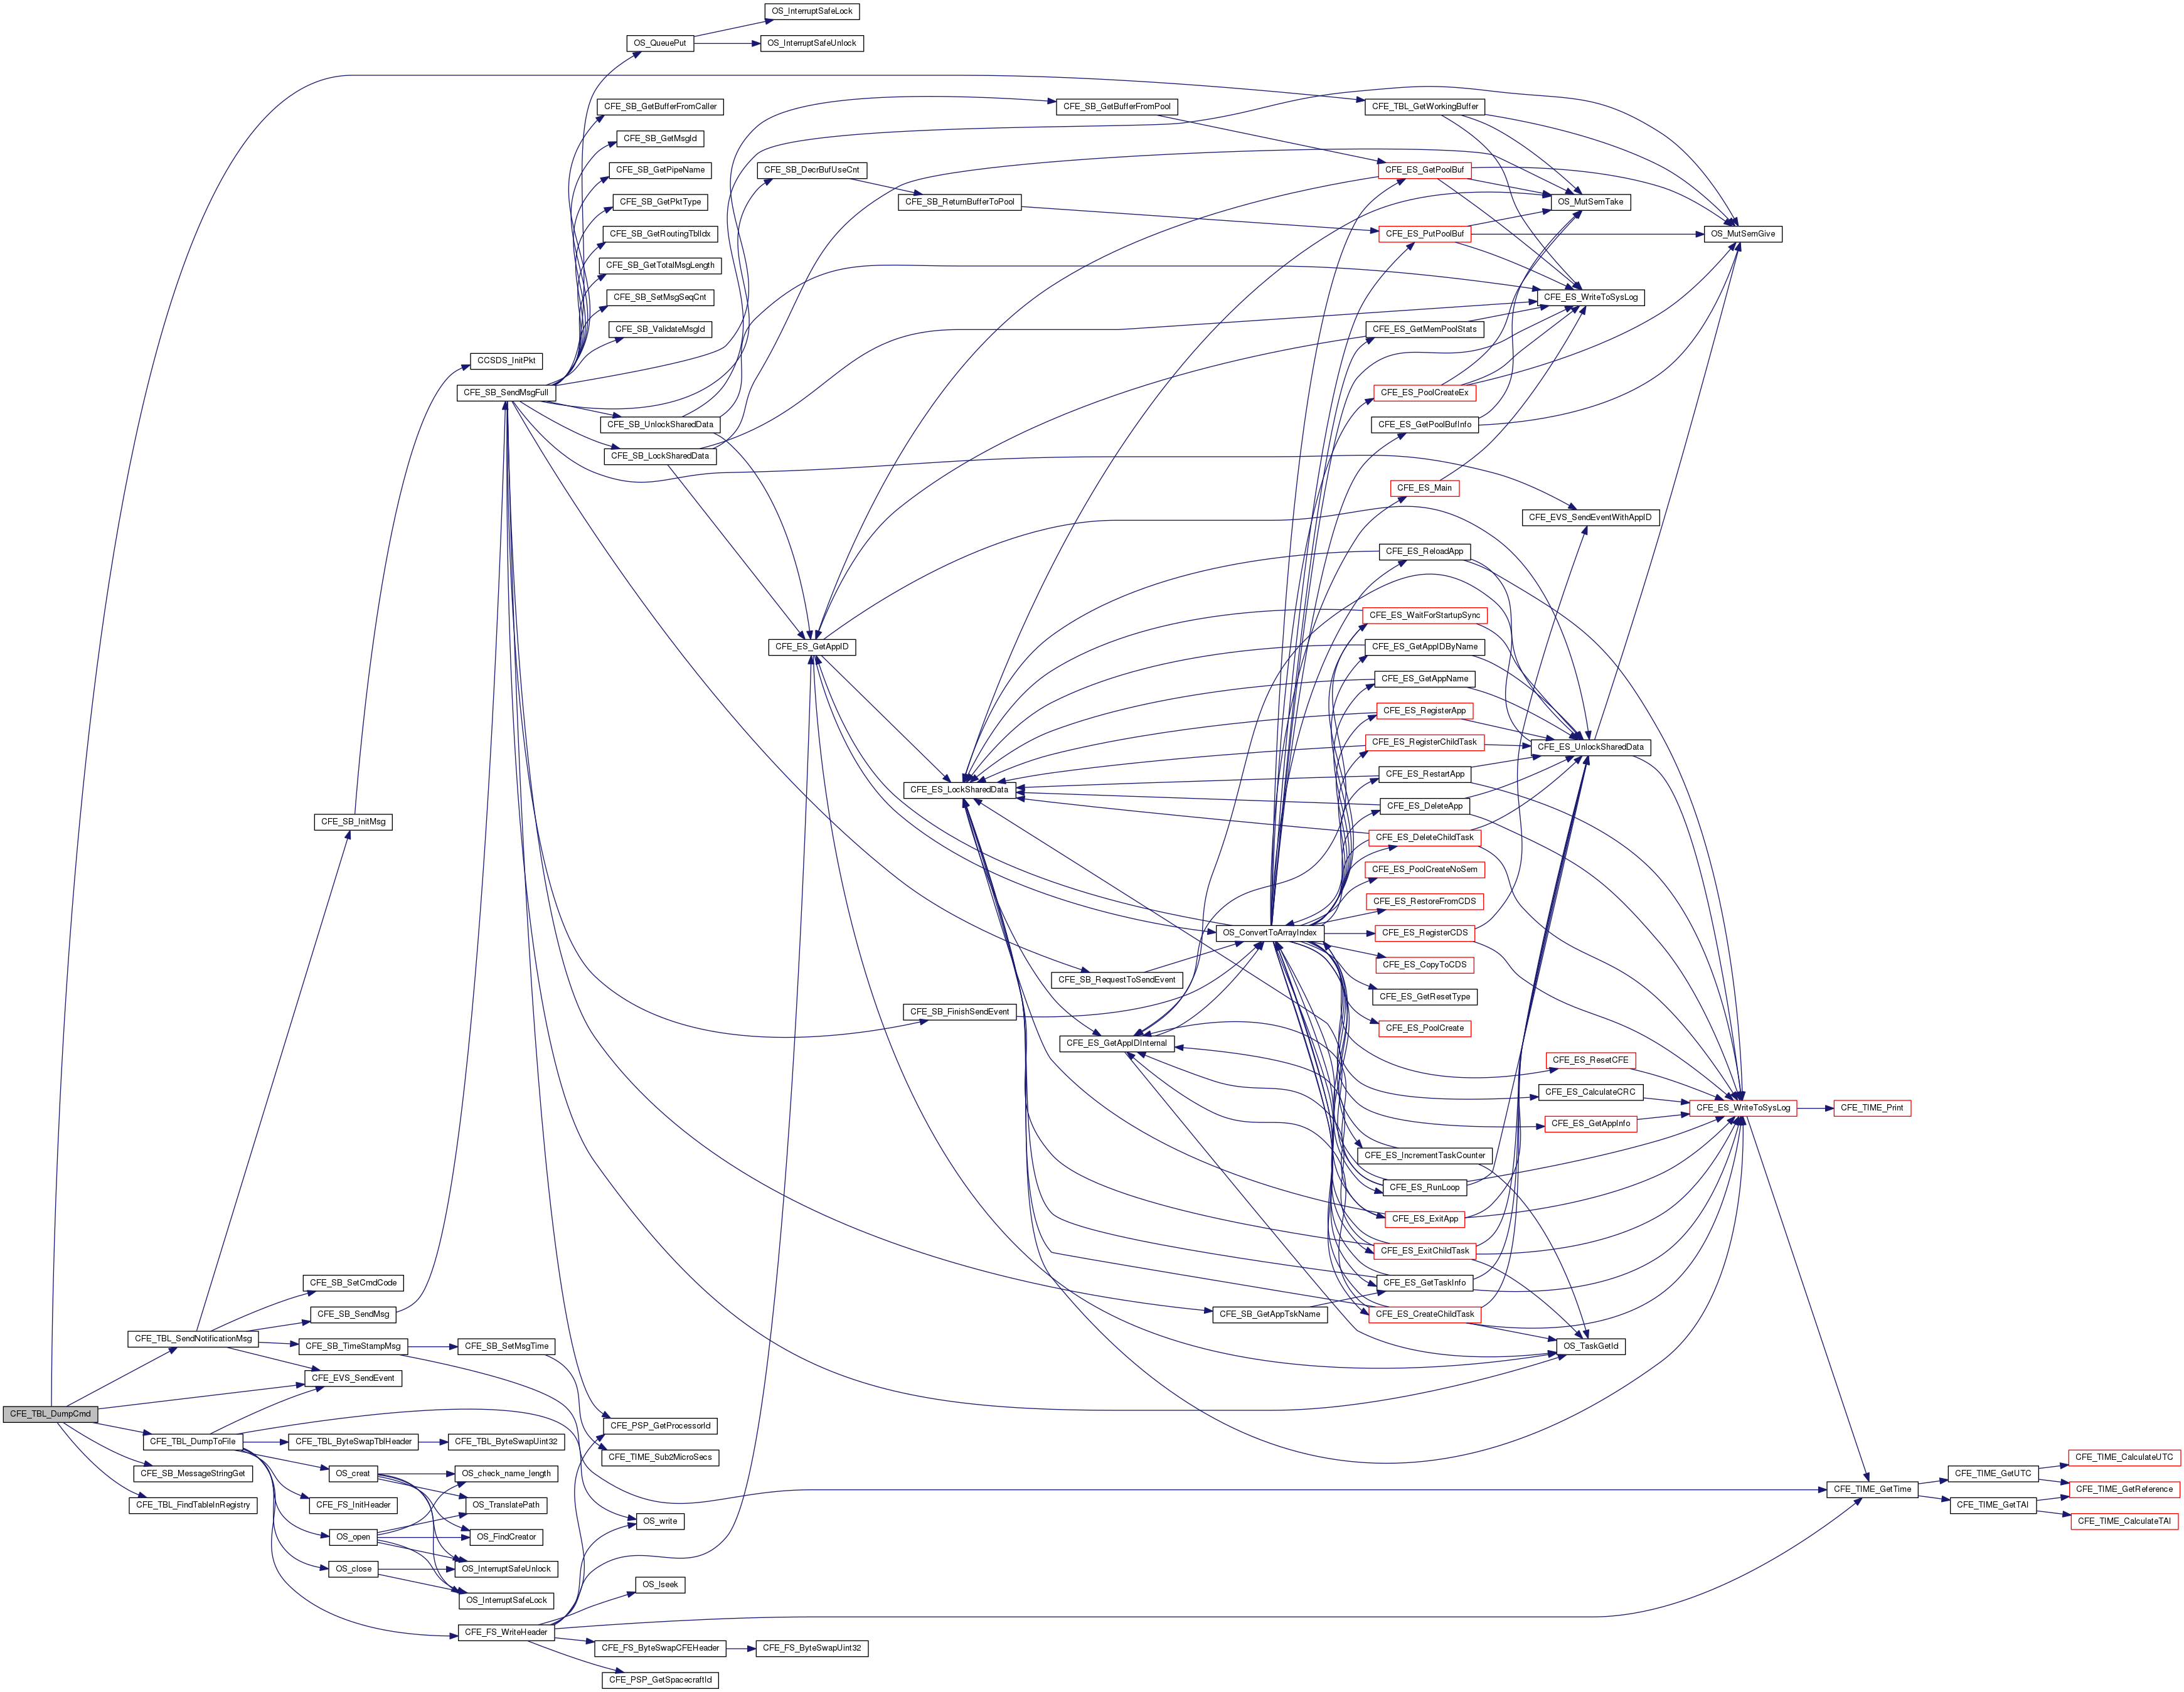 OS_InterruptSafeLock
OS_QueuePut
OS_InterruptSafeUnlock
CFE_SB_GetBufferFromCaller
CFE_SB_GetBufferFromPool
CFE_TBL_GetWorkingBuffer
CFE_SB_GetMsgId
CFE_SB_GetPipeName
CFE_SB_DecrBufUseCnt
CFE_ES_GetPoolBuf
CFE_SB_GetPktType
CFE_SB_ReturnBufferToPool
OS_MutSemTake
CFE_SB_GetRoutingTblIdx
CFE_ES_PutPoolBuf
OS_MutSemGive
CFE_SB_GetTotalMsgLength
CFE_SB_SetMsgSeqCnt
CFE_ES_WriteToSysLog
CFE_SB_ValidateMsgId
CFE_ES_GetMemPoolStats
CCSDS_InitPkt
CFE_SB_SendMsgFull
CFE_ES_PoolCreateEx
CFE_SB_UnlockSharedData
CFE_ES_GetPoolBufInfo
CFE_SB_LockSharedData
CFE_ES_Main
CFE_EVS_SendEventWithAppID
CFE_ES_ReloadApp
CFE_ES_WaitForStartupSync
CFE_ES_GetAppID
CFE_ES_GetAppIDByName
CFE_ES_GetAppName
CFE_ES_RegisterApp
CFE_ES_RegisterChildTask
CFE_ES_UnlockSharedData
CFE_ES_RestartApp
CFE_ES_LockSharedData
CFE_ES_DeleteApp
CFE_SB_InitMsg
CFE_ES_DeleteChildTask
CFE_ES_PoolCreateNoSem
CFE_ES_RestoreFromCDS
OS_ConvertToArrayIndex
CFE_ES_RegisterCDS
CFE_ES_CopyToCDS
CFE_SB_RequestToSendEvent
CFE_ES_GetResetType
CFE_SB_FinishSendEvent
CFE_ES_PoolCreate
CFE_ES_GetAppIDInternal
CFE_ES_ResetCFE
CFE_ES_CalculateCRC
CFE_ES_WriteToSysLog
CFE_TIME_Print
CFE_ES_GetAppInfo
CFE_ES_IncrementTaskCounter
CFE_ES_RunLoop
CFE_ES_ExitApp
CFE_ES_ExitChildTask
CFE_SB_SetCmdCode
CFE_ES_GetTaskInfo
CFE_SB_SendMsg
CFE_SB_GetAppTskName
CFE_ES_CreateChildTask
CFE_TBL_SendNotificationMsg
CFE_SB_TimeStampMsg
CFE_SB_SetMsgTime
OS_TaskGetId
CFE_EVS_SendEvent
CFE_TBL_DumpCmd
CFE_PSP_GetProcessorId
CFE_TBL_DumpToFile
CFE_TBL_ByteSwapTblHeader
CFE_TBL_ByteSwapUint32
CFE_TIME_Sub2MicroSecs
CFE_TIME_CalculateUTC
CFE_SB_MessageStringGet
OS_creat
OS_check_name_length
CFE_TIME_GetUTC
CFE_TIME_GetTime
CFE_TIME_GetReference
CFE_TBL_FindTableInRegistry
CFE_FS_InitHeader
OS_TranslatePath
CFE_TIME_GetTAI
OS_write
CFE_TIME_CalculateTAI
OS_open
OS_FindCreator
OS_close
OS_InterruptSafeUnlock
OS_lseek
OS_InterruptSafeLock
CFE_FS_WriteHeader
CFE_FS_ByteSwapCFEHeader
CFE_FS_ByteSwapUint32
CFE_PSP_GetSpacecraftId